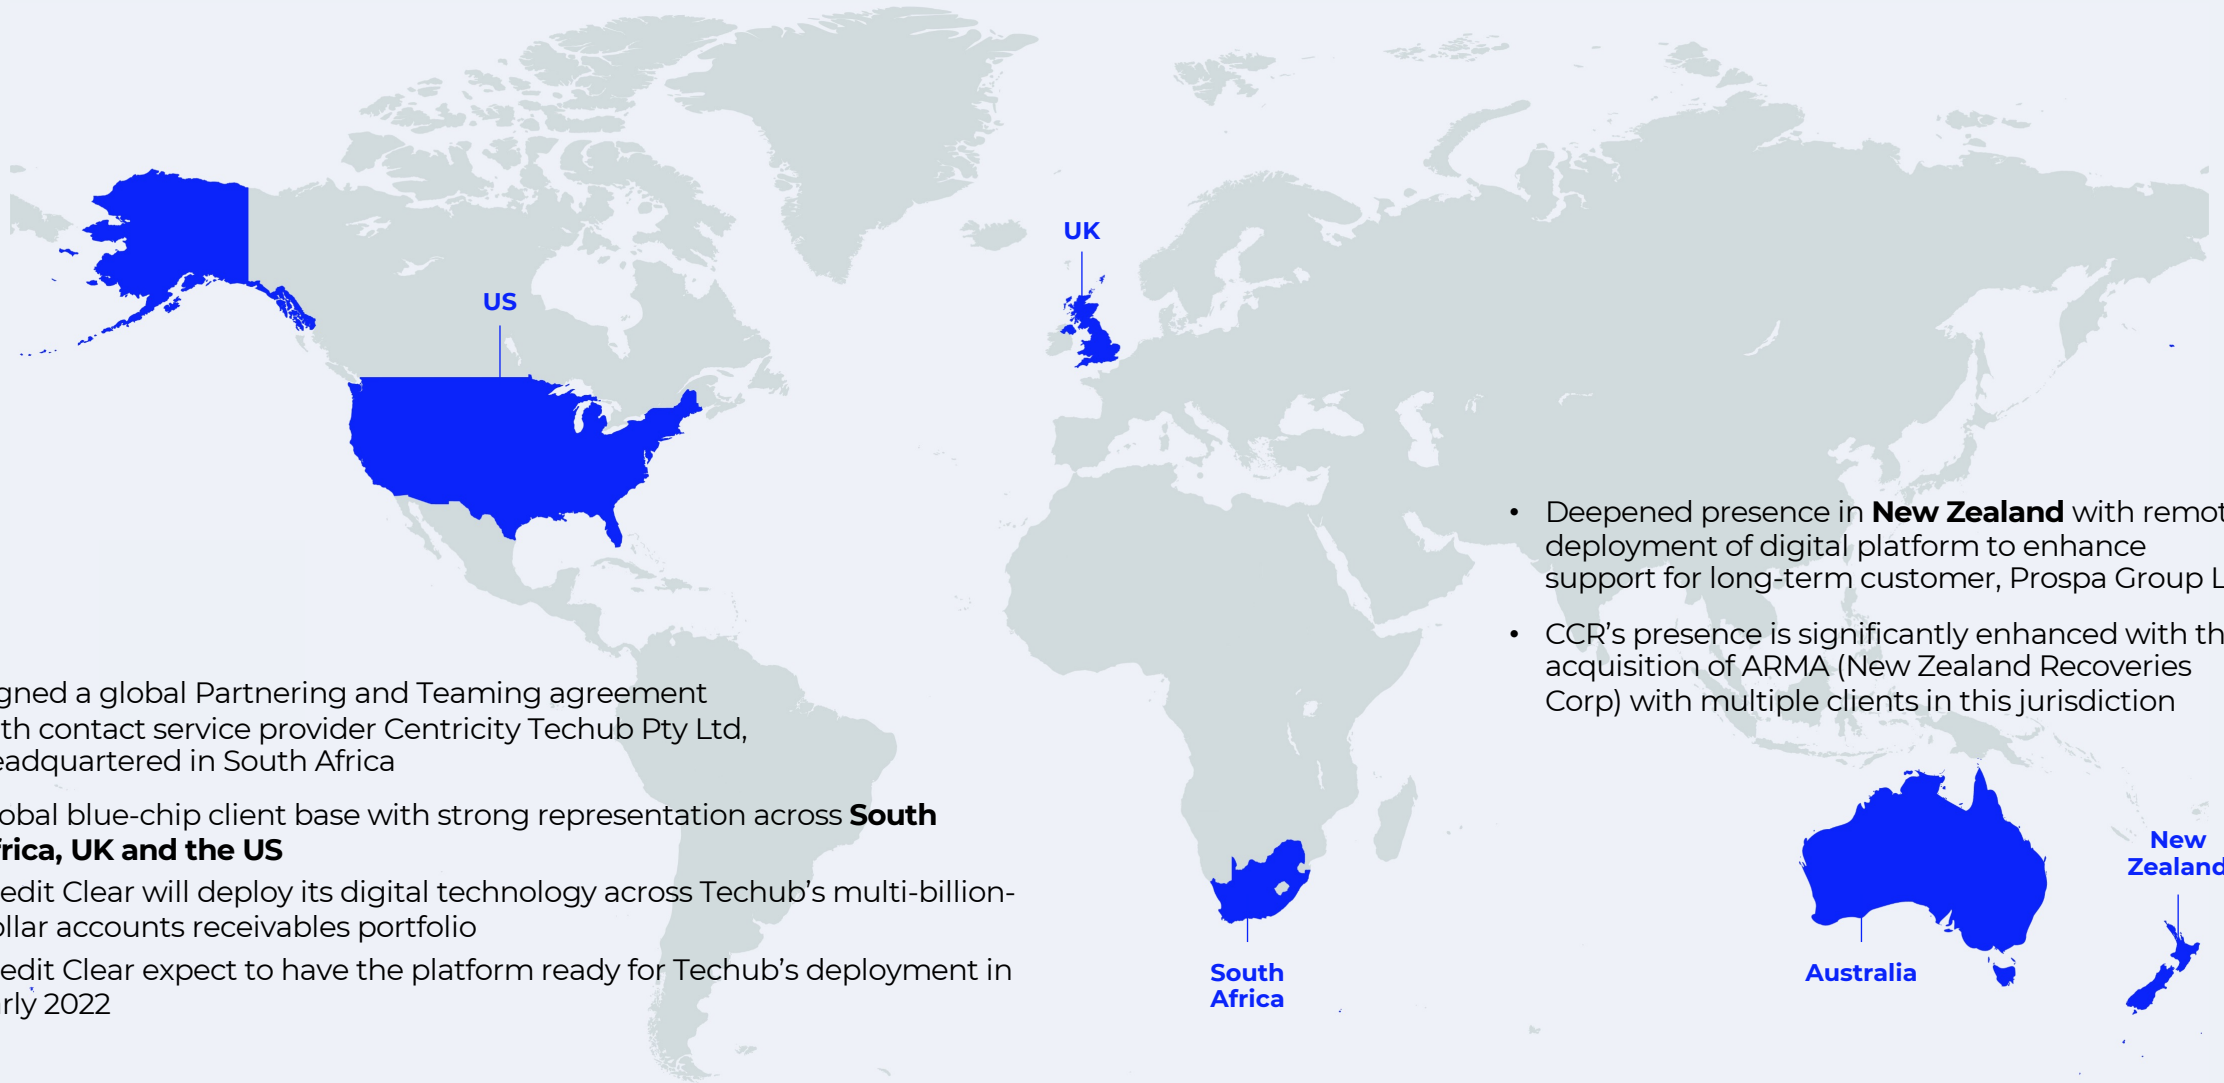 UK
US
• Deepened presence in New Zealand with remot
deployment of digital platform to enhance
support for long-term customer, Prospa Group L
• CCR’s presence is significantly enhanced with th
acquisition of ARMA (New Zealand Recoveries
Corp) with multiple clients in this jurisdiction
gned a global Partnering and Teaming agreement
th contact service provider Centricity Techub Pty Ltd,
eadquartered in South Africa
obal blue-chip client base with strong representation across South
frica, UK and the US
edit Clear will deploy its digital technology across Techub’s multi-billion-
ollar accounts receivables portfolio
edit Clear expect to have the platform ready for Techub’s deployment in
rly 2022
South
Africa
Australia
New
Zealand